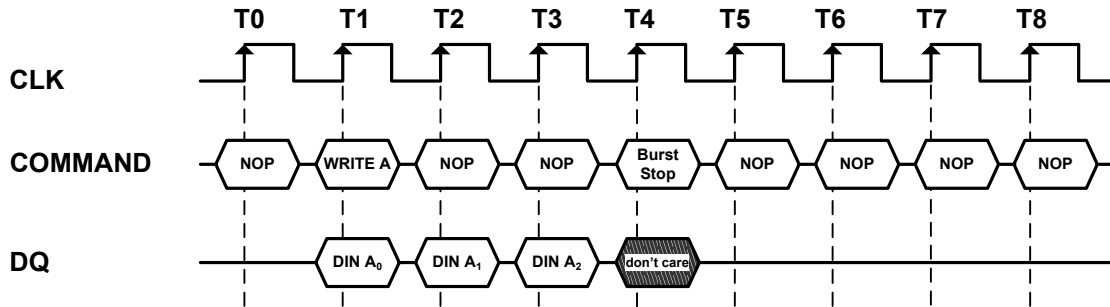 T0 T1 T2 T3 T4 T5 T6 T7 T8
CLK
COMMAND NOP WRITE A NOP NOP Burst Stop NOP NOP NOP NOP
DQ DIN A0 DIN A1 DIN A2 don't care